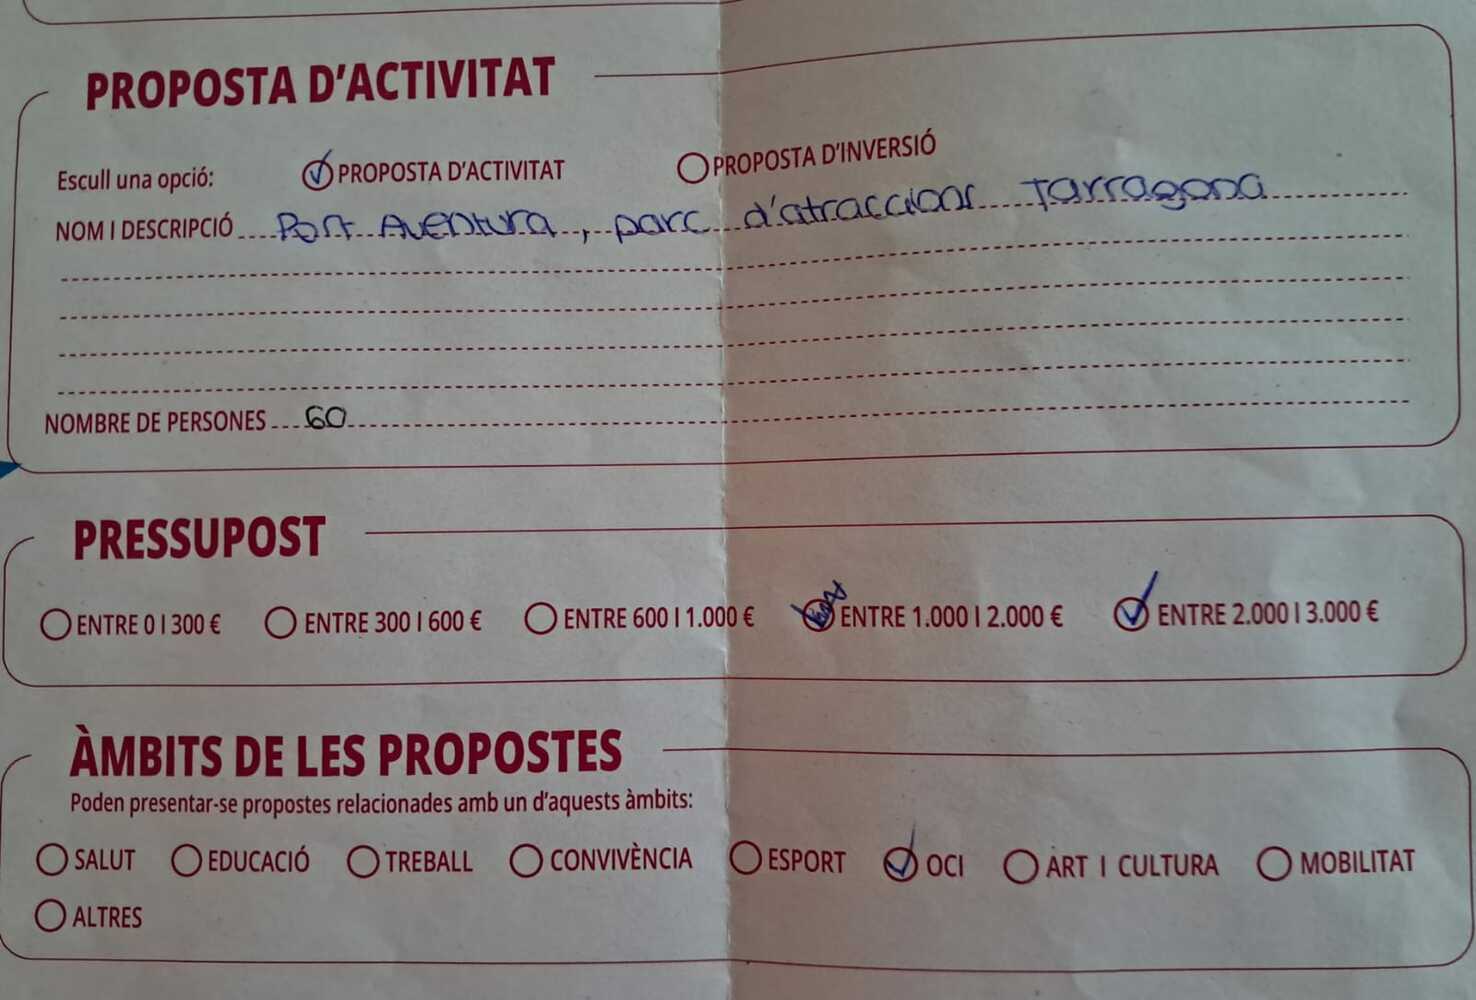 PROPOSTA D'ACTIVITAT
Escull una opció: PROPOSTA D'ACTIVITAT PROPOSTA D'INVERSIÓ
NOM I DESCRIPCIÓ Port Aventura, parc d'atraccions Tarragona
NOMBRE DE PERSONES 60
PRESSUPOST
ENTRE 0 I 300 € ENTRE 300 I 600 € ENTRE 600 I 1.000 € ENTRE 1.000 I 2.000 € ENTRE 2.000 I 3.000 €
ÀMBITS DE LES PROPOSTES
Poden presentar-se propostes relacionades amb un d'aquests àmbits:
SALUT EDUCACIÓ TREBALL CONVIVÈNCIA ESPORT OCI ART I CULTURA MOBILITAT
ALTRES